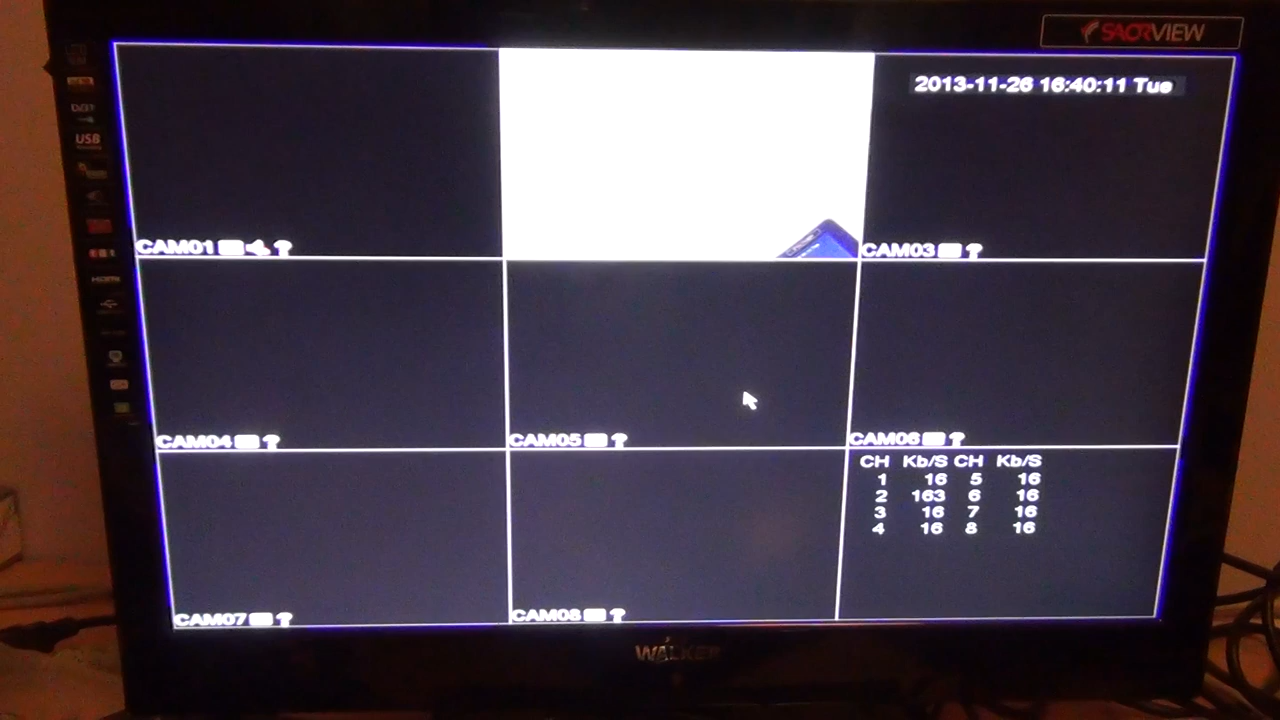 SAORVIEW
2013-11-26 16:40:11 Tue
USB
HDMI
CAM01
CAM03
CAM04
CAM05
CAM06
CH Kb/S CH Kb/S
1 16 5 16
2 163 6 16
3 16 7 16
4 16 8 16
CAM07
CAM08
WALKER